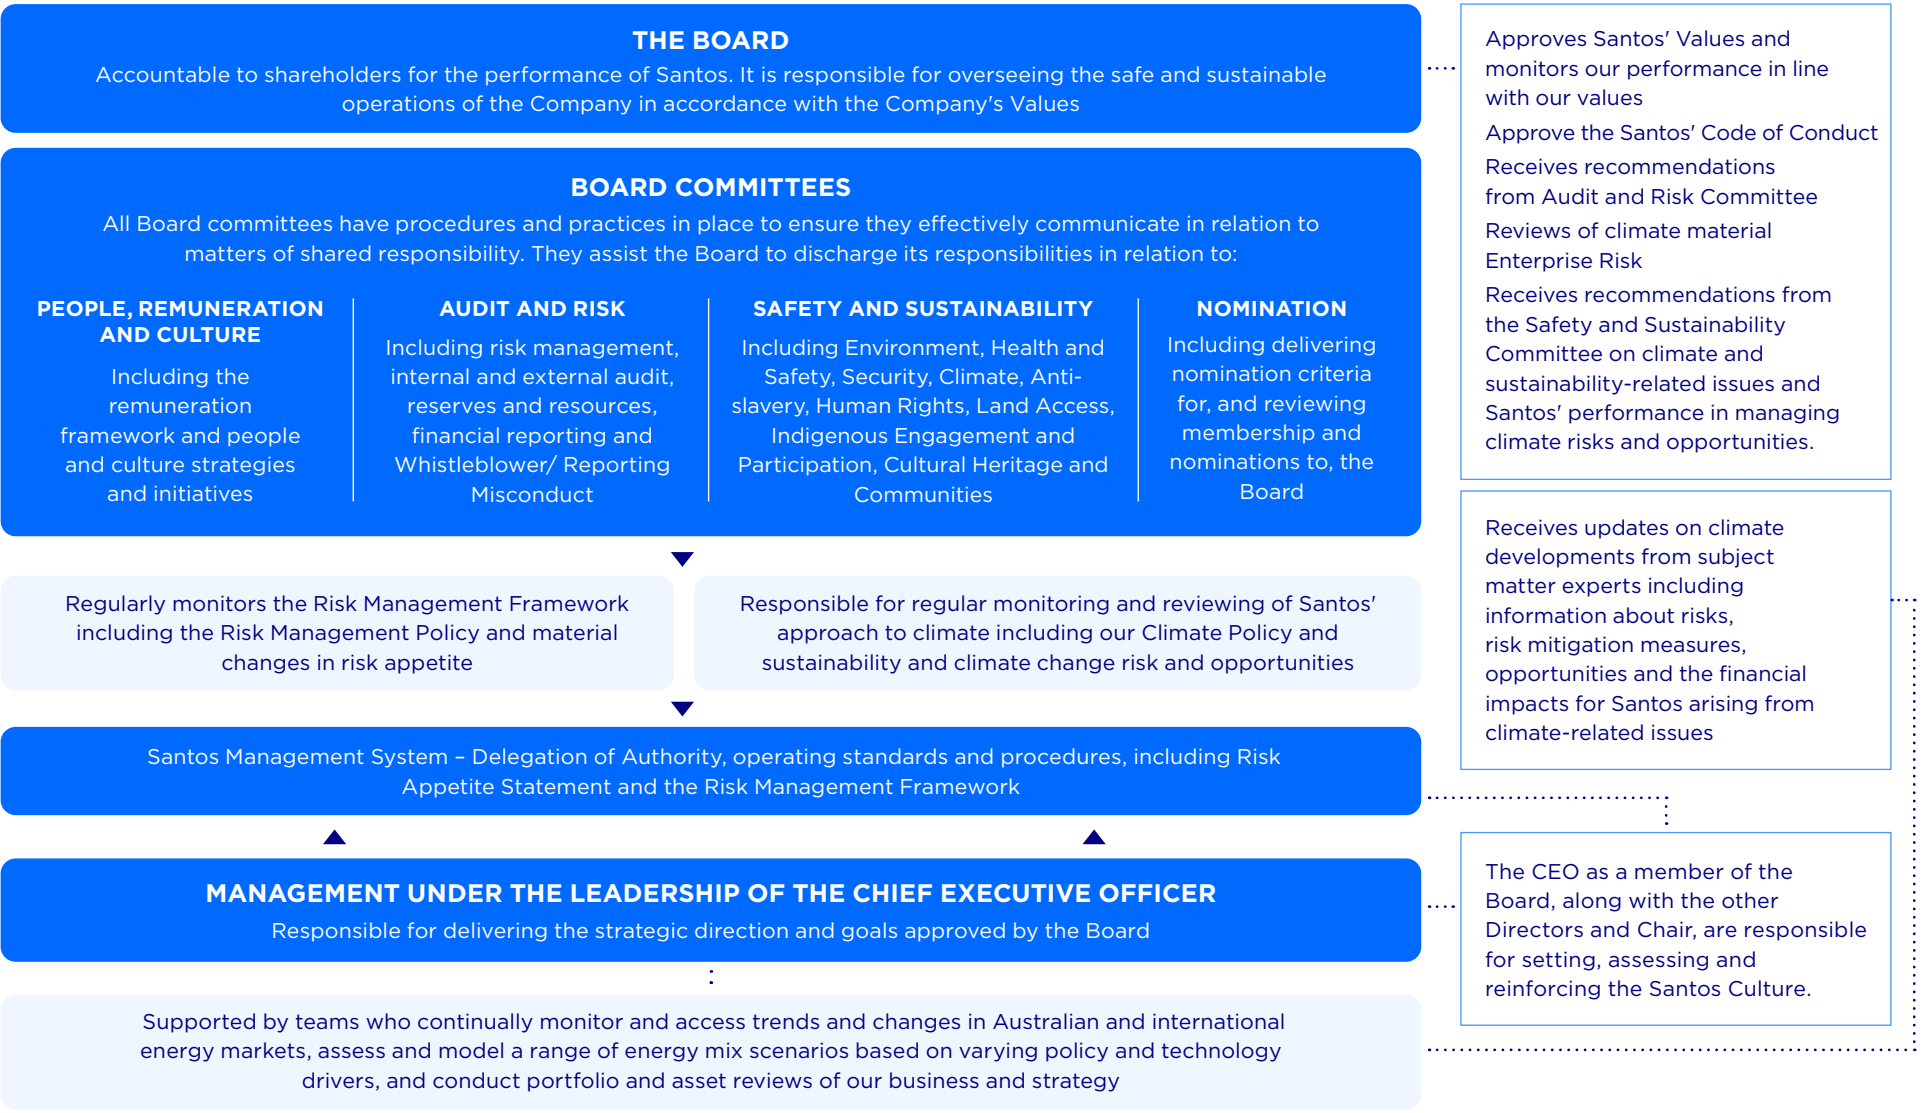 THE BOARD
Accountable to shareholders for the performance of Santos. It is responsible for overseeing the safe and sustainable
operations of the Company in accordance with the Company's Values
BOARD COMMITTEES
All Board committees have procedures and practices in place to ensure they effectively communicate in relation to
matters of shared responsibility. They assist the Board to discharge its responsibilities in relation to:
PEOPLE, REMUNERATION
AND CULTURE
Including the
remuneration
framework and people
and culture strategies
and initiatives
AUDIT AND RISK
Including risk management,
internal and external audit,
reserves and resources,
financial reporting and
Whistleblower/ Reporting
Misconduct
SAFETY AND SUSTAINABILITY
Including Environment, Health and
Safety, Security, Climate, Anti-
slavery, Human Rights, Land Access,
Indigenous Engagement and
Participation, Cultural Heritage and
Communities
NOMINATION
Including delivering
nomination criteria
for, and reviewing
membership and
nominations to, the
Board
Regularly monitors the Risk Management Framework
including the Risk Management Policy and material
changes in risk appetite
Responsible for regular monitoring and reviewing of Santos'
approach to climate including our Climate Policy and
sustainability and climate change risk and opportunities
Santos Management System – Delegation of Authority, operating standards and procedures, including Risk
Appetite Statement and the Risk Management Framework
MANAGEMENT UNDER THE LEADERSHIP OF THE CHIEF EXECUTIVE OFFICER
Responsible for delivering the strategic direction and goals approved by the Board
Supported by teams who continually monitor and access trends and changes in Australian and international
energy markets, assess and model a range of energy mix scenarios based on varying policy and technology
drivers, and conduct portfolio and asset reviews of our business and strategy
Approves Santos' Values and
monitors our performance in line
with our values
Approve the Santos' Code of Conduct
Receives recommendations
from Audit and Risk Committee
Reviews of climate material
Enterprise Risk
Receives recommendations from
the Safety and Sustainability
Committee on climate and
sustainability-related issues and
Santos' performance in managing
climate risks and opportunities.
Receives updates on climate
developments from subject
matter experts including
information about risks,
risk mitigation measures,
opportunities and the financial
impacts for Santos arising from
climate-related issues
The CEO as a member of the
Board, along with the other
Directors and Chair, are responsible
for setting, assessing and
reinforcing the Santos Culture.